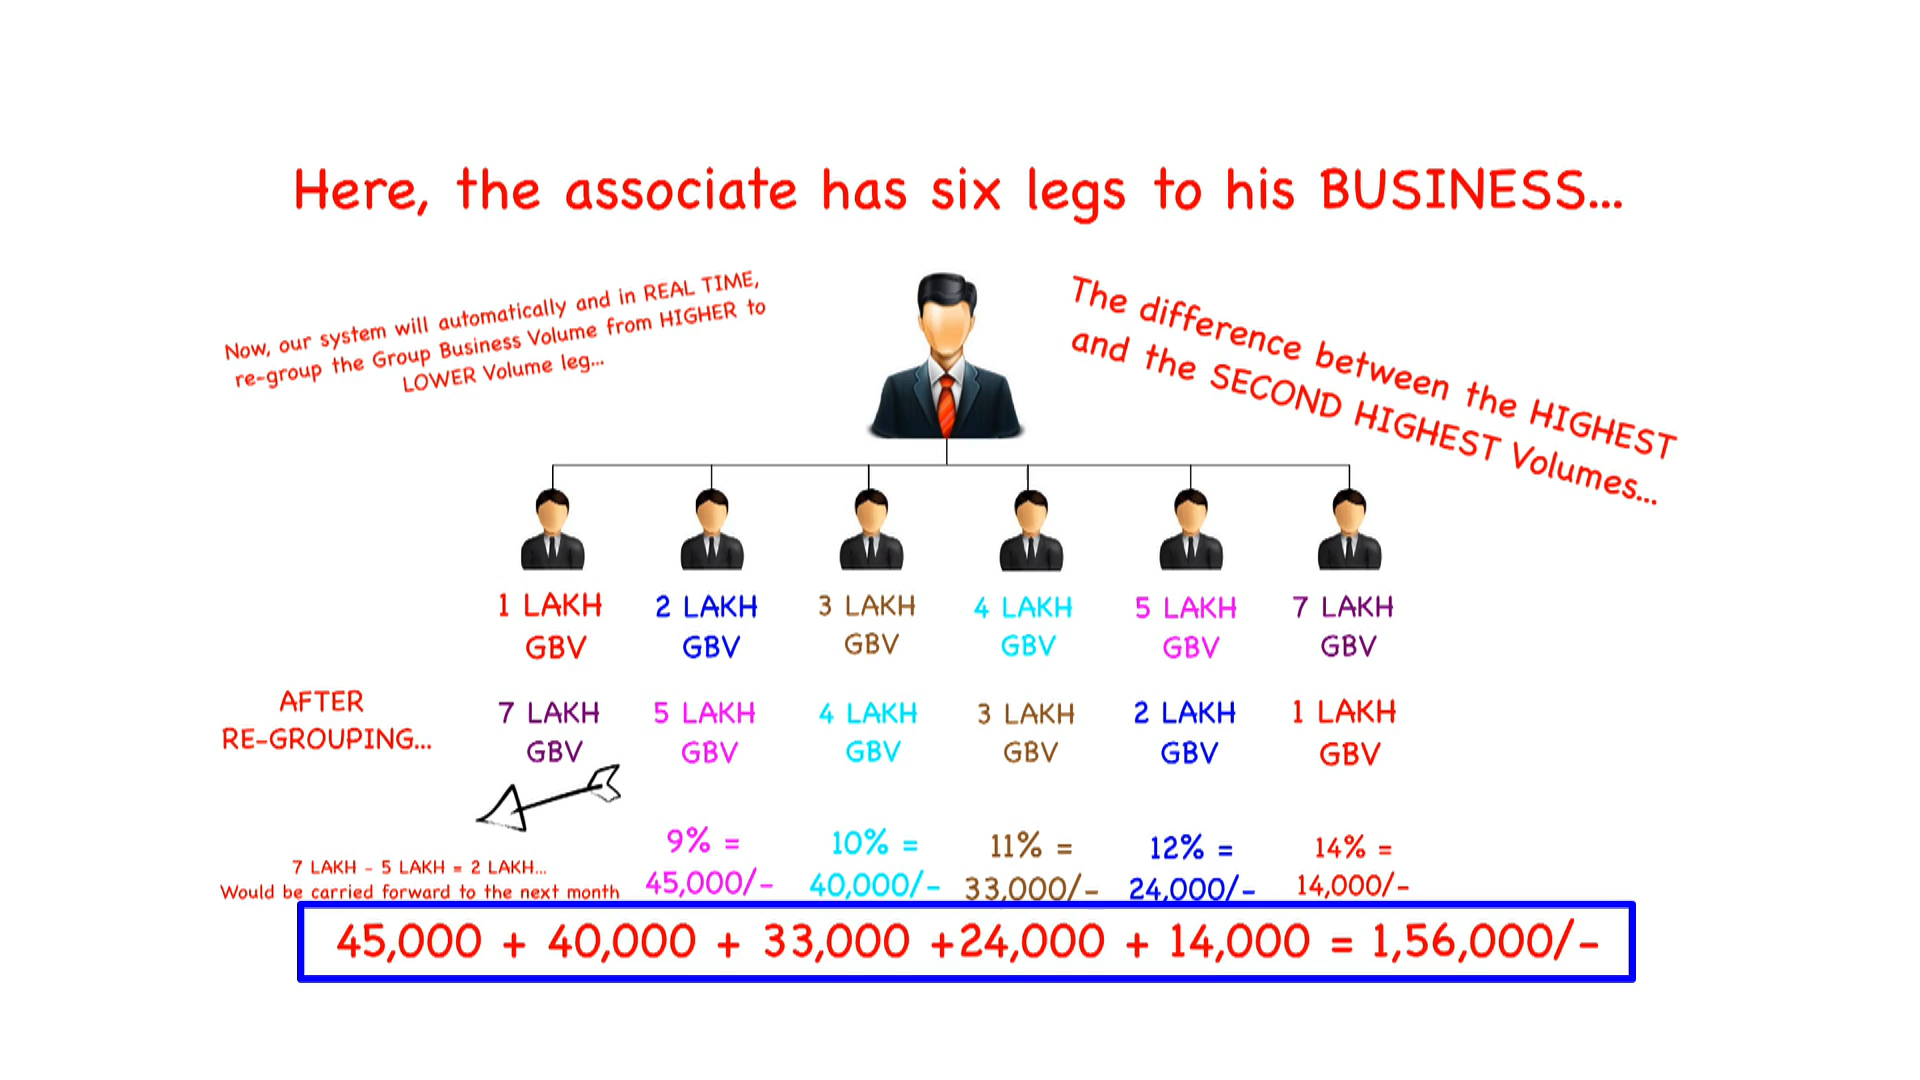 Here, the associate has six legs to his BUSINESS...
Now, our system will automatically and in REAL TIME,
re-group the Group Business Volume from HIGHER to
LOWER Volume leg...
The difference between the HIGHEST
and the SECOND HIGHEST Volumes...
1 LAKH GBV
2 LAKH GBV
3 LAKH GBV
4 LAKH GBV
5 LAKH GBV
7 LAKH GBV
AFTER
RE-GROUPING...
7 LAKH GBV
5 LAKH GBV
4 LAKH GBV
3 LAKH GBV
2 LAKH GBV
1 LAKH GBV
7 LAKH - 5 LAKH = 2 LAKH...
Would be carried forward to the next month
9% =
45,000/-
10% =
40,000/-
11% =
33,000/-
12% =
24,000/-
14% =
14,000/-
45,000 + 40,000 + 33,000 +24,000 + 14,000 = 1,56,000/-